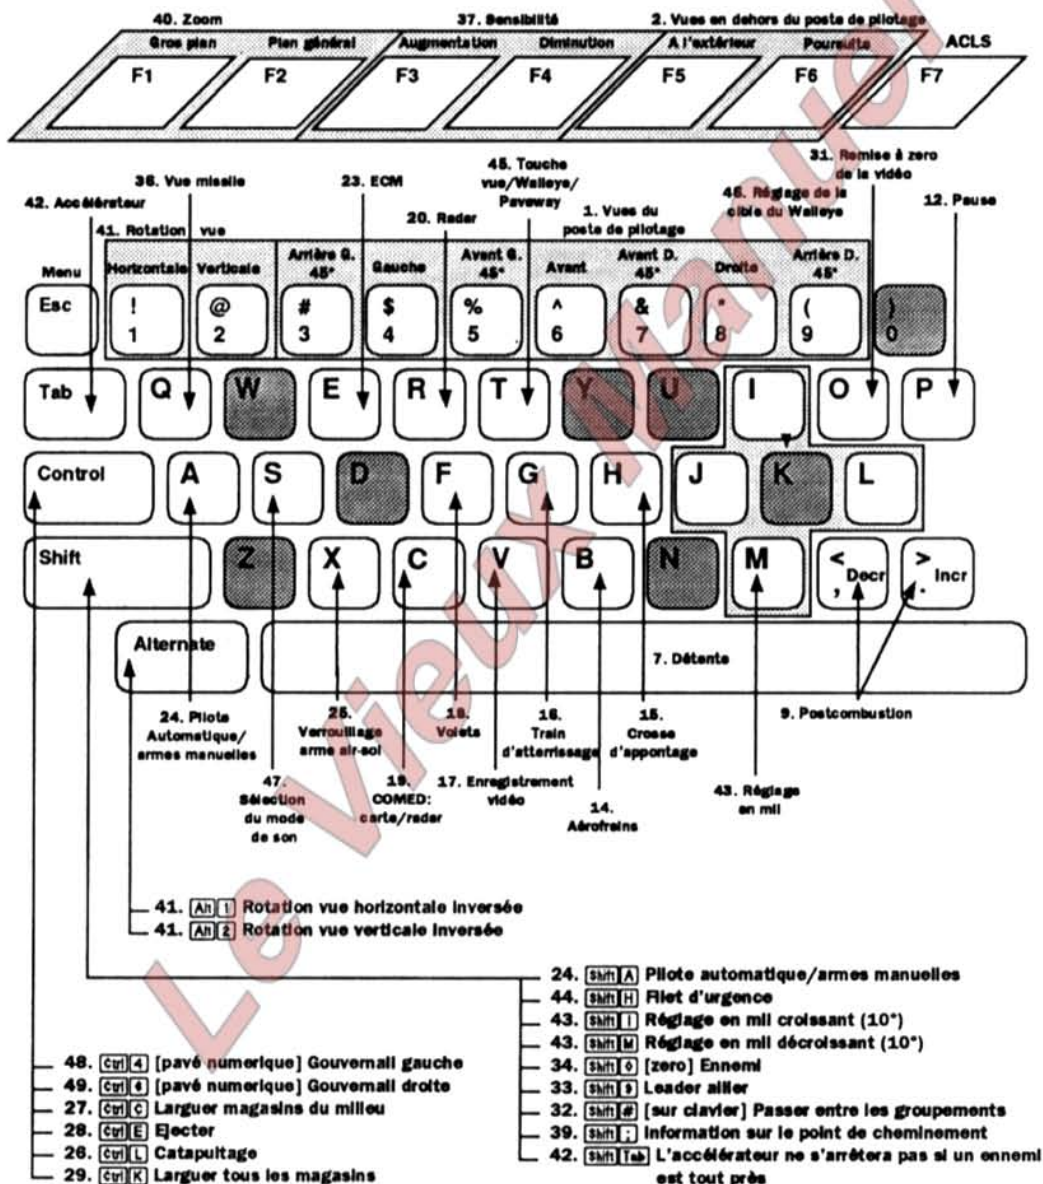 40. Zoom
37. Sensibilité
2. Vues en dehors du poste de pilotage
Gros plan
Plan général
Augmentation
Diminution
A l'extérieur
Poursuite
ACLS
F1
F2
F3
F4
F5
F6
F7
36. Vue missile
23. ECM
45. Touche
vue/Walleye/
Paveway
31. Remise à zero
de la vidéo
42. Accélérateur
20. Radar
46. Réglage de la
cible du Walleye
12. Pause
41. Rotation vue
1. Vues du
poste de pilotage
Menu
Horizontale
Verticale
Arrière G.
45°
Gauche
Avant G.
45°
Avant
Avant D.
45°
Droite
Arrière D.
45°
Esc
! 1
@ 2
# 3
$ 4
% 5
^ 6
& 7
* 8
( 9
) 0
Tab
Q
W
E
R
T
Y
U
I
O
P
Control
A
S
D
F
G
H
J
K
L
Shift
Z
X
C
V
B
N
M
< , Decr
> . Incr
Alternate
7. Détente
24. Pilote
Automatique/
armes manuelles
25.
Verrouillage
arme air-sol
18.
Volets
16.
Train
d'atterrissage
15.
Crosse
d'appontage
9. Postcombustion
47.
Sélection
du mode
de son
19.
COMED:
carte/radar
17. Enregistrement
vidéo
14.
Aérofreins
43. Réglage
en mil
41. Alt 1 Rotation vue horizontale inversée
41. Alt 2 Rotation vue verticale inversée
24. Shift A Pilote automatique/armes manuelles
44. Shift H Filet d'urgence
43. Shift I Réglage en mil croissant (10°)
43. Shift M Réglage en mil décroissant (10°)
34. Shift 0 [zero] Ennemi
33. Shift 9 Leader ailier
32. Shift # [sur clavier] Passer entre les groupements
39. Shift ; Information sur le point de cheminement
42. Shift Tab L'accélérateur ne s'arrêtera pas si un ennemi
est tout près
48. Ctrl 4 [pavé numerique] Gouvernail gauche
49. Ctrl 6 [pavé numerique] Gouvernail droite
27. Ctrl C Larguer magasins du milieu
28. Ctrl E Ejecter
26. Ctrl L Catapultage
29. Ctrl K Larguer tous les magasins
Le Vieux Manuel